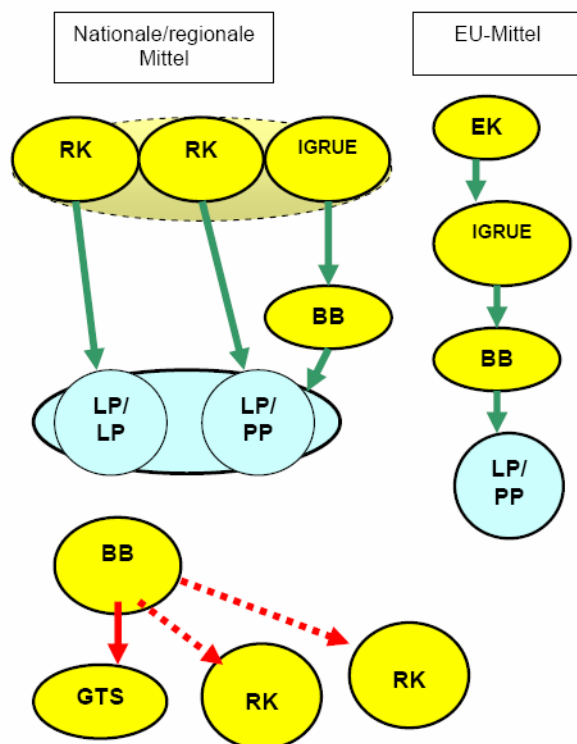 Nationale/regionale
Mittel
EU-Mittel
RK
RK
IGRUE
EK
IGRUE
BB
BB
LP/
LP
LP/
PP
LP/
PP
BB
GTS
RK
RK